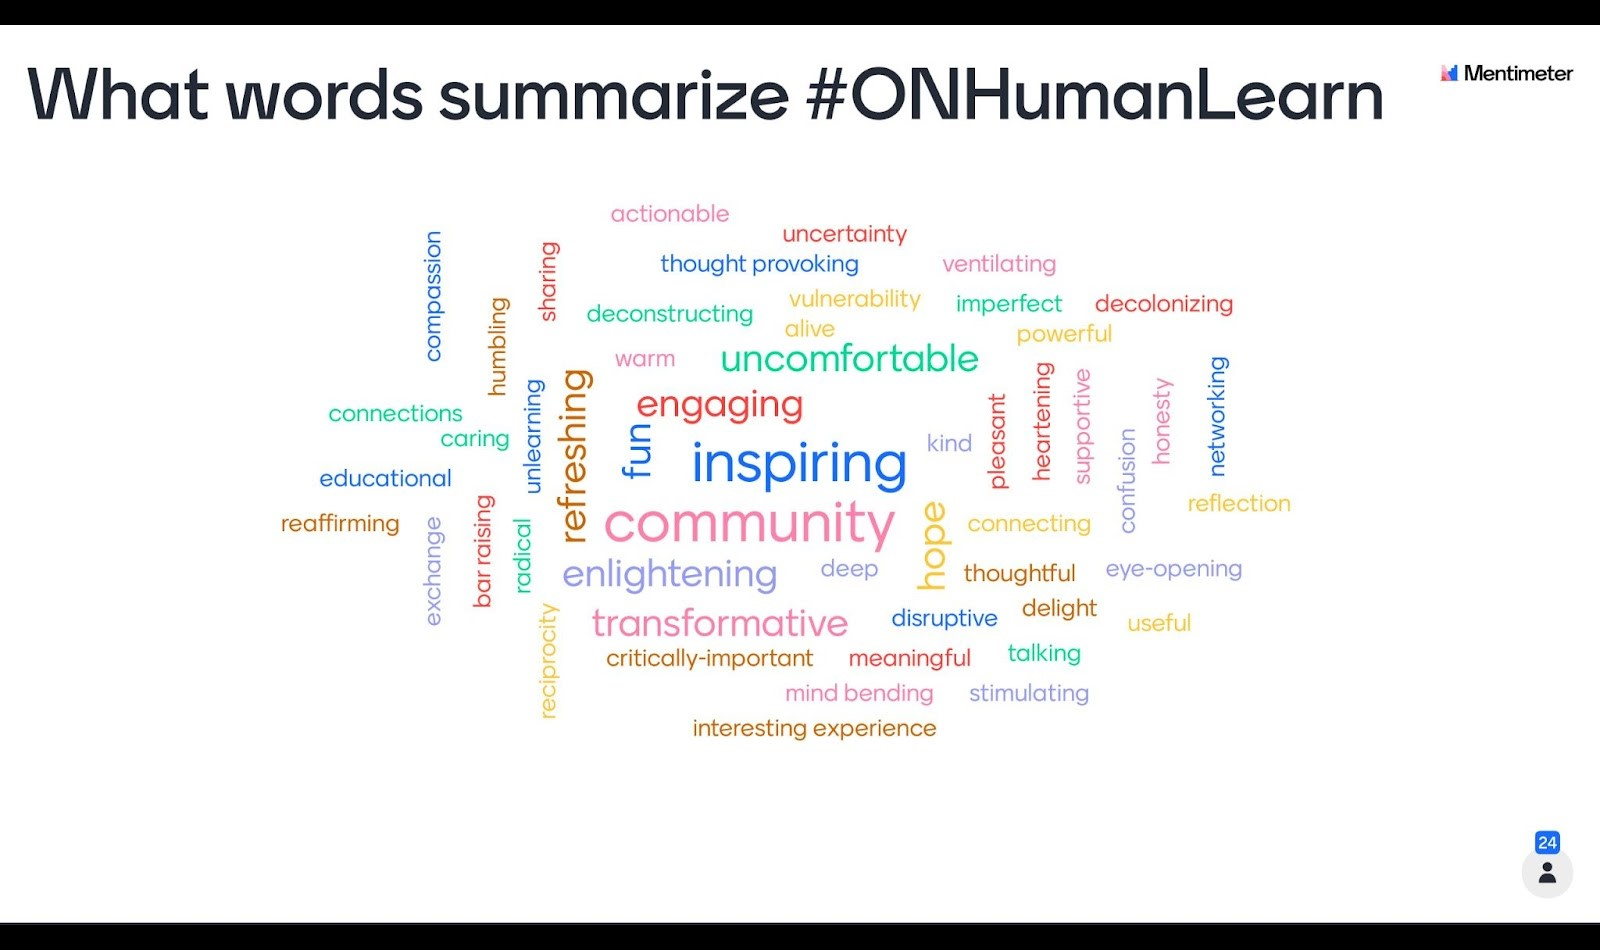 What words summarize #ONHumanLearn
Mentimeter
actionable
uncertainty
thought provoking
ventilating
compassion
sharing
humbling
deconstructing
vulnerability
alive
imperfect
decolonizing
powerful
warm
uncomfortable
engaging
refreshing
unlearning
connections
caring
fun
inspiring
kind
pleasant
heartening
supportive
confusion
honesty
networking
educational
reaffirming
exchange
bar raising
radical
community
hope
connecting
reflection
enlightening
deep
thoughtful
eye-opening
reciprocity
transformative
disruptive
delight
useful
critically-important
meaningful
talking
mind bending
stimulating
interesting experience
24